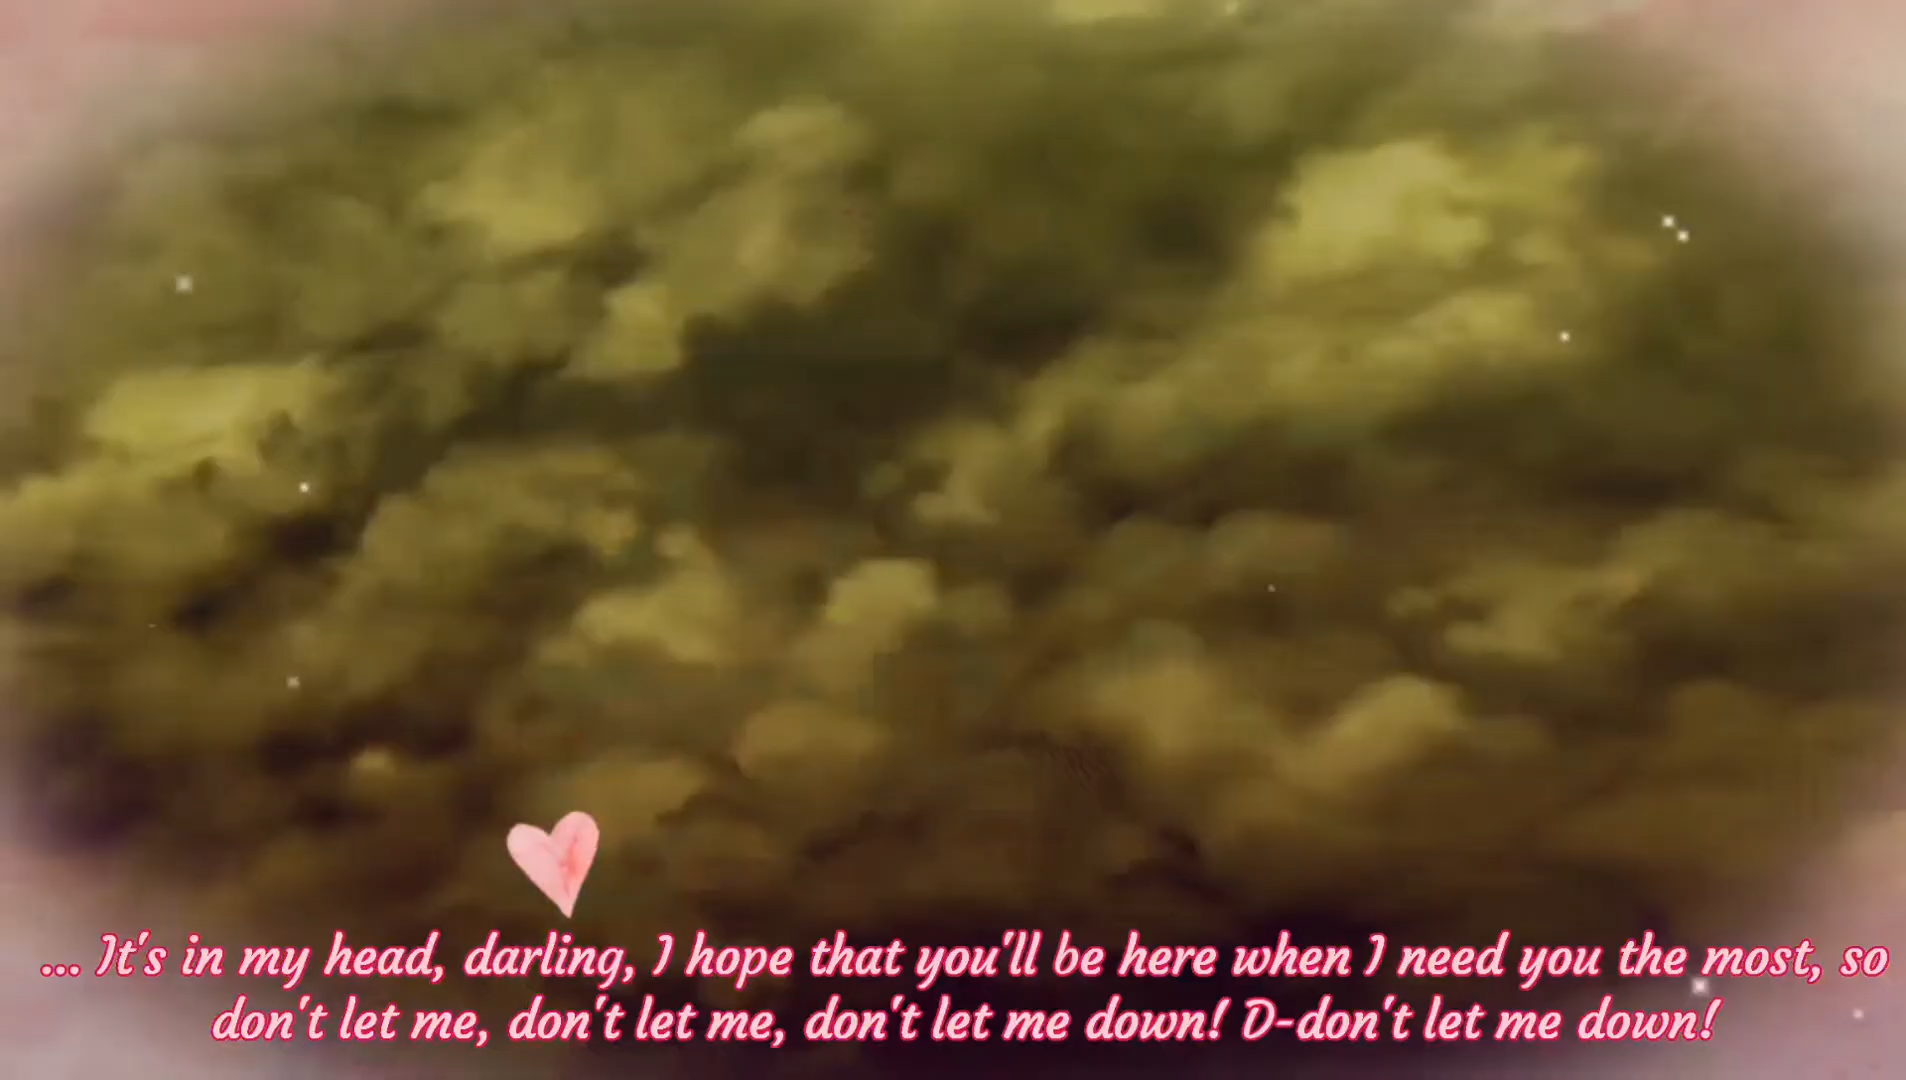 ... It's in my head, darling, I hope that you'll be here when I need you the most, so
don't let me, don't let me, don't let me down! D-don't let me down!